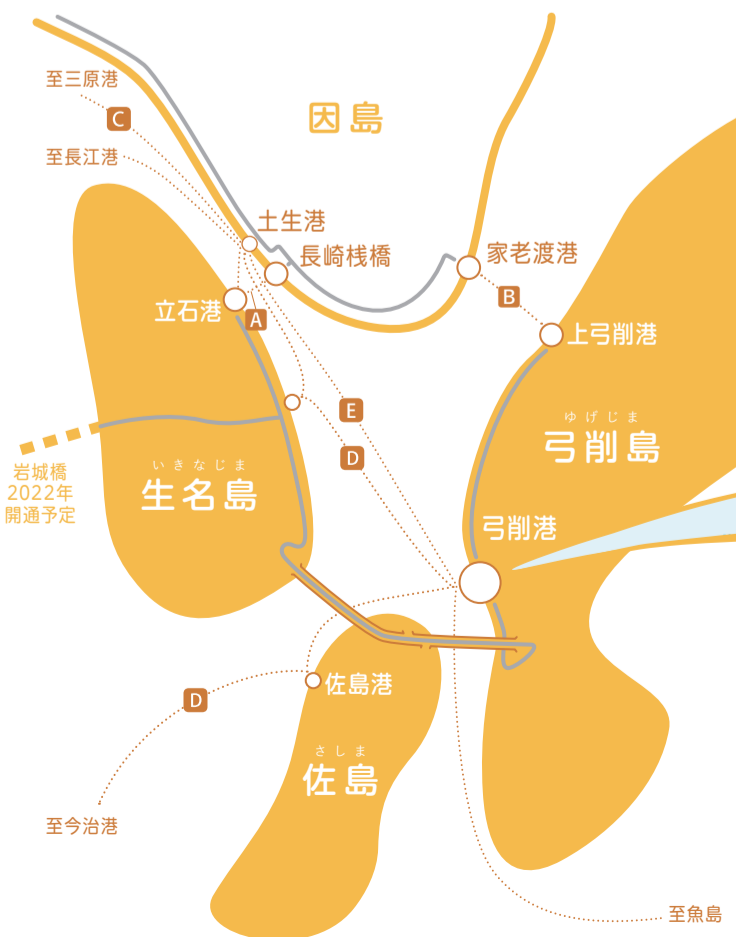 至三原港
C
因島
至長江港
土生港
長崎桟橋
家老渡港
B
立石港
A
上弓削港
E
ゆげじま
弓削島
D
岩城橋
2022年
開通予定
いきなじま
生名島
弓削港
佐島港
D
さしま
佐島
至今治港
至魚島